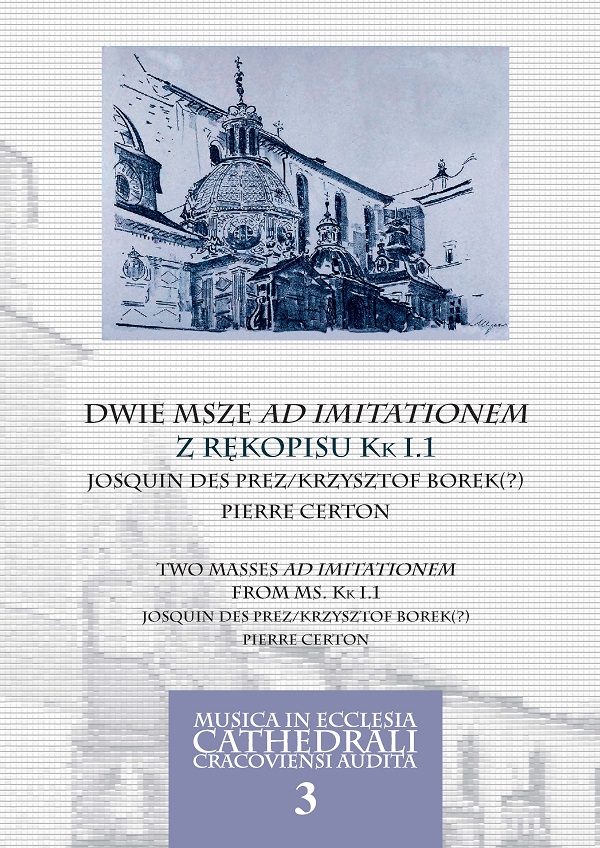 DWIE MSZE AD IMITATIONEM
Z RĘKOPISU KK I.1
JOSQUIN DES PREZ/KRZYSZTOF BOREK(?)
PIERRE CERTON
TWO MASSES AD IMITATIONEM
FROM MS. KK I.1
JOSQUIN DES PREZ/KRZYSZTOF BOREK(?)
PIERRE CERTON
MUSICA IN ECCLESIA
CATHEDRALI
CRACOVIENSI AUDITA
3